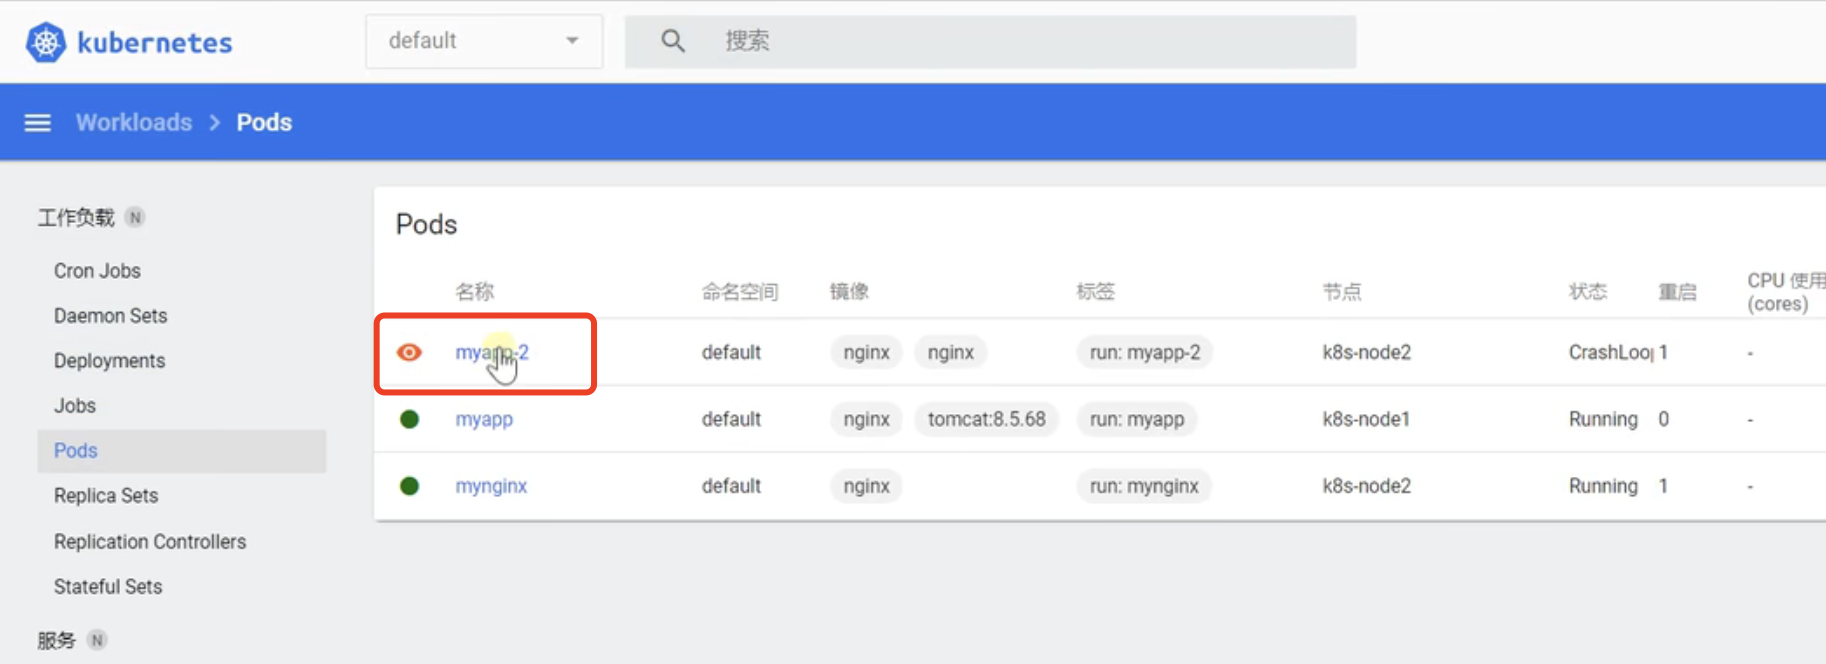 kubernetes
default
搜索
Workloads > Pods
工作负载 N
Cron Jobs
Daemon Sets
Deployments
Jobs
Pods
Replica Sets
Replication Controllers
Stateful Sets
服务 N
Pods
名称 命名空间 镜像 标签 节点 状态 重启 CPU 使用
(cores)
myapp-2 default nginx nginx run: myapp-2 k8s-node2 CrashLoop 1 -
myapp default nginx tomcat:8.5.68 run: myapp k8s-node1 Running 0 -
mynginx default nginx run: mynginx k8s-node2 Running 1 -